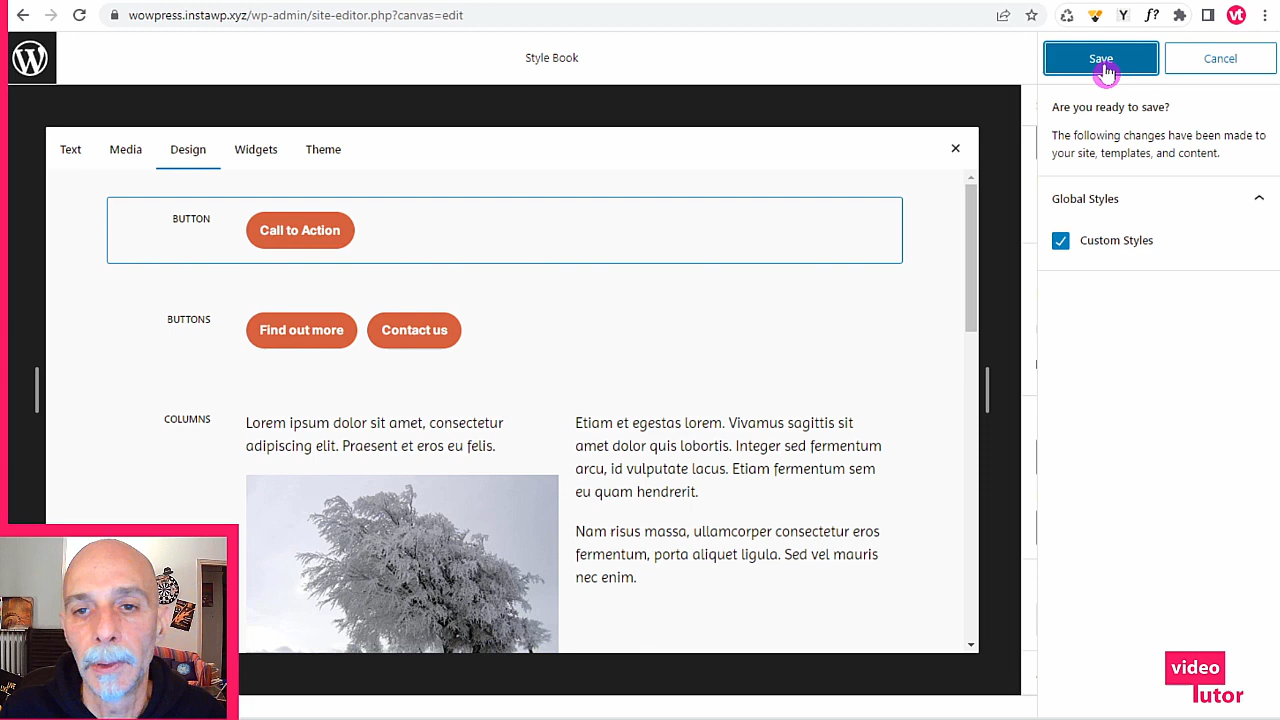 wowpress.instawp.xyz/wp-admin/site-editor.php?canvas=edit
Style Book
Save
Cancel
Are you ready to save?
The following changes have been made to
your site, templates, and content.
Global Styles
Custom Styles
Text
Media
Design
Widgets
Theme
BUTTON
Call to Action
BUTTONS
Find out more
Contact us
COLUMNS
Lorem ipsum dolor sit amet, consectetur
adipiscing elit. Praesent et eros eu felis.
Etiam et egestas lorem. Vivamus sagittis sit
amet dolor quis lobortis. Integer sed fermentum
arcu, id vulputate lacus. Etiam fermentum sem
eu quam hendrerit.
Nam risus massa, ullamcorper consectetur eros
fermentum, porta aliquet ligula. Sed vel mauris
nec enim.
video
tutor